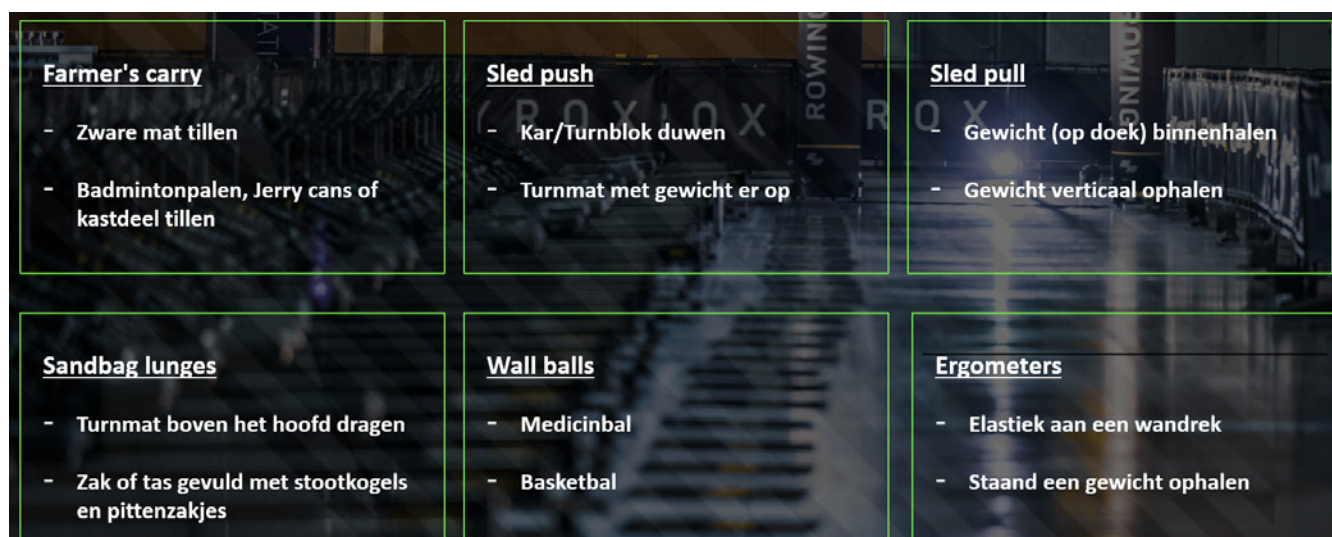 Farmer's carry
- Zware mat tillen
- Badmintonpalen, Jerry cans of
kastdeel tillen
Sled push
- Kar/Turnblok duwen
- Turnmat met gewicht er op
Sled pull
- Gewicht (op doek) binnenhalen
- Gewicht verticaal ophalen
Sandbag lunges
- Turnmat boven het hoofd dragen
- Zak of tas gevuld met stootkogels
en pittenzakjes
Wall balls
- Medicinbal
- Basketbal
Ergometers
- Elastiek aan een wandrek
- Staand een gewicht ophalen
ROWING
ROWING